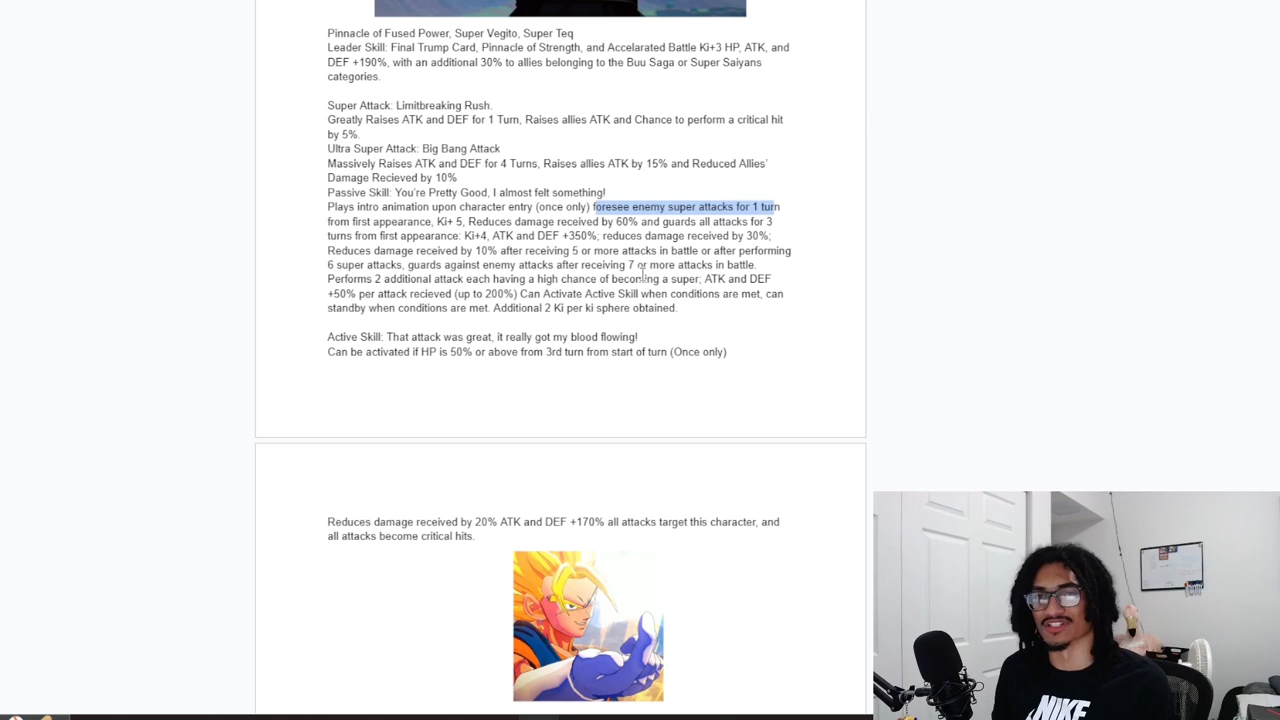 Pinnacle of Fused Power, Super Vegito, Super Teq
Leader Skill: Final Trump Card, Pinnacle of Strength, and Accelarated Battle Ki+3 HP, ATK, and
DEF +190%, with an additional 30% to allies belonging to the Buu Saga or Super Saiyans
categories.
Super Attack: Limitbreaking Rush.
Greatly Raises ATK and DEF for 1 Turn, Raises allies ATK and Chance to perform a critical hit
by 5%.
Ultra Super Attack: Big Bang Attack
Massively Raises ATK and DEF for 4 Turns, Raises allies ATK by 15% and Reduced Allies'
Damage Recieved by 10%
Passive Skill: You're Pretty Good, I almost felt something!
Plays intro animation upon character entry (once only) foresee enemy super attacks for 1 turn
from first appearance, Ki+ 5, Reduces damage received by 60% and guards all attacks for 3
turns from first appearance: Ki+4, ATK and DEF +350%; reduces damage received by 30%;
Reduces damage received by 10% after receiving 5 or more attacks in battle or after performing
6 super attacks, guards against enemy attacks after receiving 7 or more attacks in battle.
Performs 2 additional attack each having a high chance of becoming a super; ATK and DEF
+50% per attack recieved (up to 200%) Can Activate Active Skill when conditions are met, can
standby when conditions are met. Additional 2 Ki per ki sphere obtained.
Active Skill: That attack was great, it really got my blood flowing!
Can be activated if HP is 50% or above from 3rd turn from start of turn (Once only)
Reduces damage received by 20% ATK and DEF +170% all attacks target this character, and
all attacks become critical hits.
NIKE